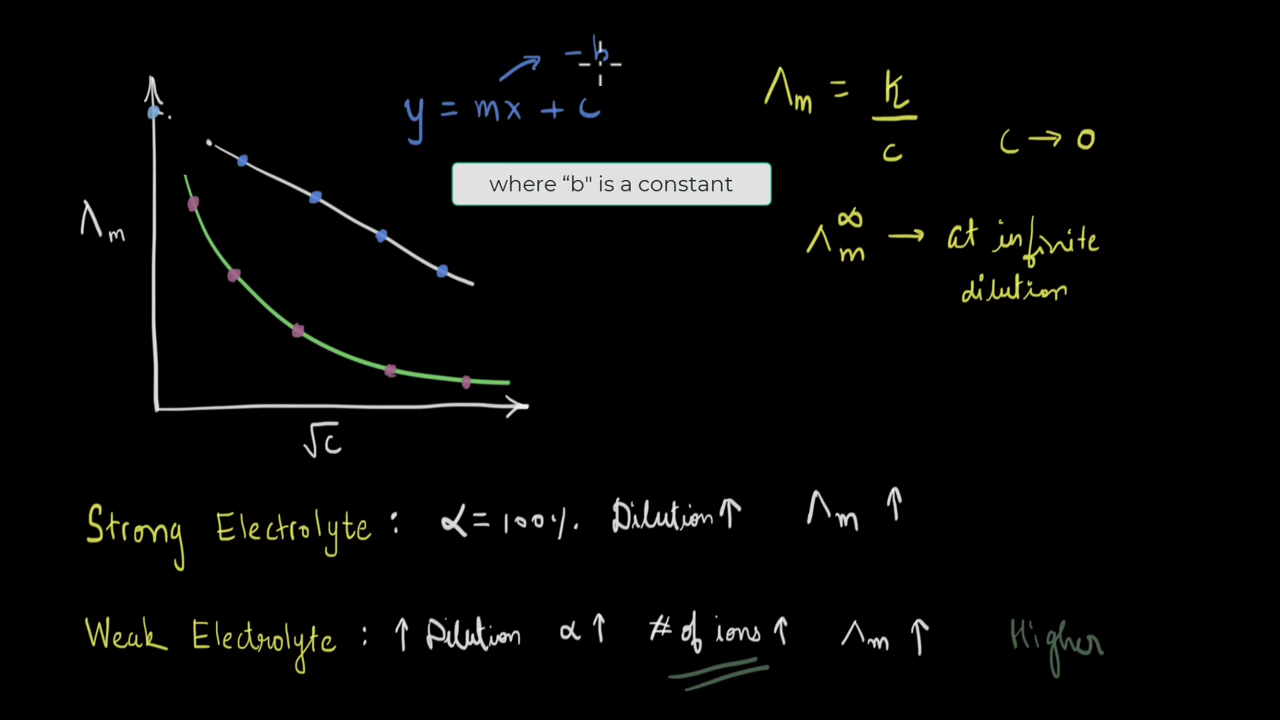 - b
y = mx + c
where “b" is a constant
Λm = K/c
c → 0
Λm∞ → at infinite
dilution
Λm
√c
Strong Electrolyte : α = 100%. Dilution ↑ Λm ↑
Weak Electrolyte : ↑ Dilution α ↑ # of ions ↑ Λm ↑ Higher